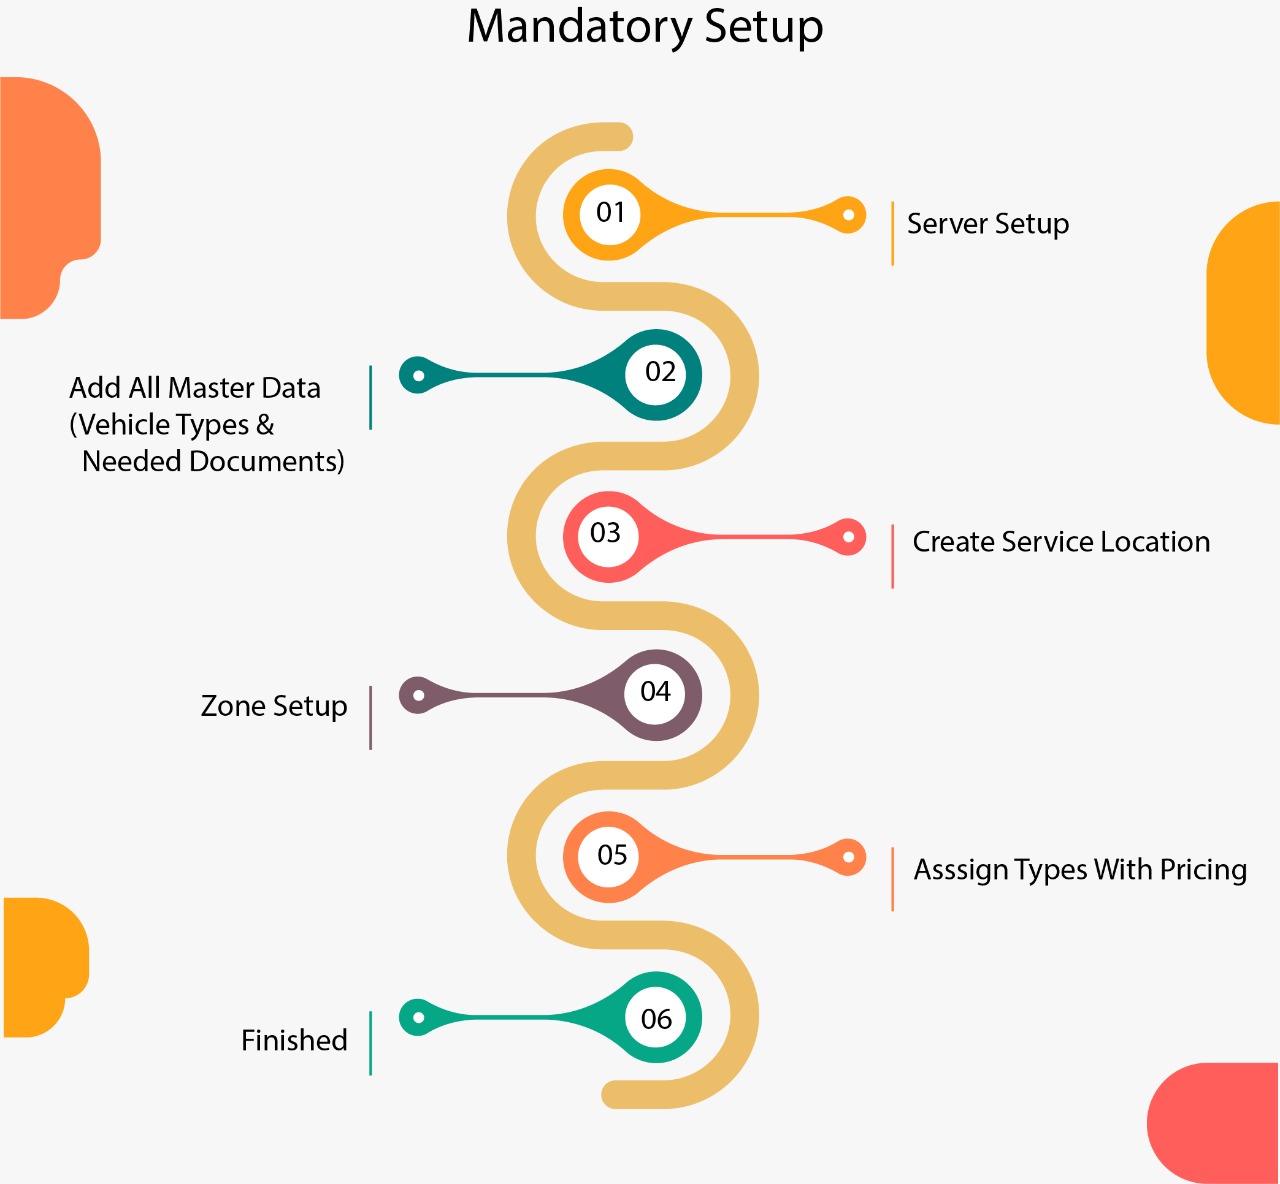 Mandatory Setup
01
Server Setup
02
Add All Master Data
(Vehicle Types &
Needed Documents)
03
Create Service Location
04
Zone Setup
05
Asssign Types With Pricing
06
Finished